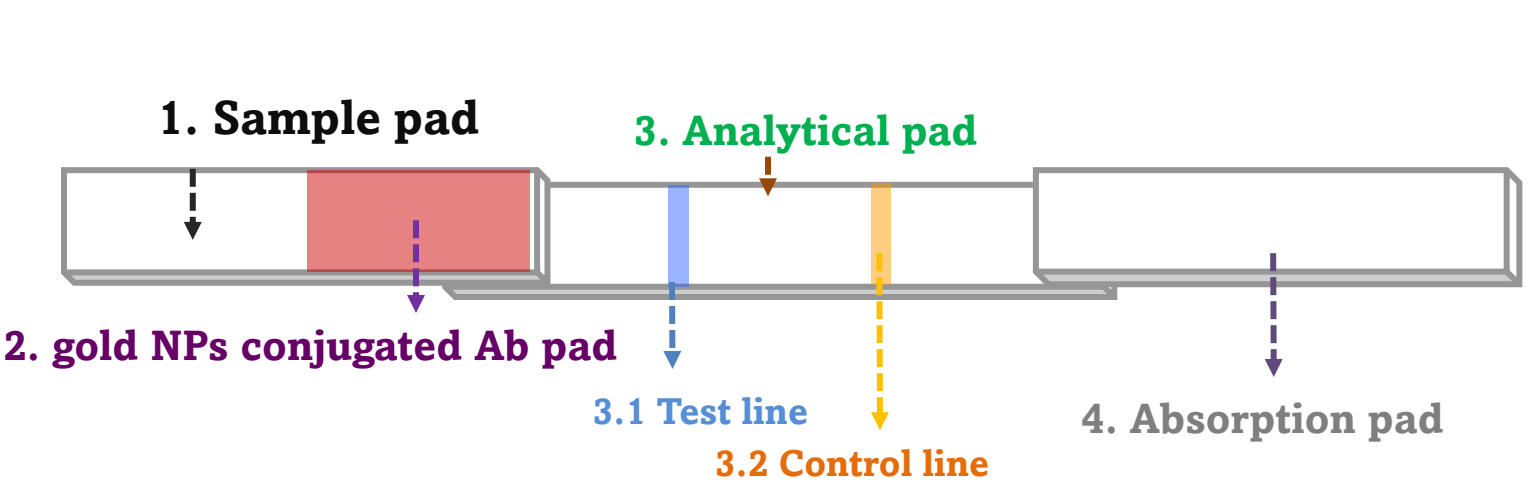 1. Sample pad
3. Analytical pad
2. gold NPs conjugated Ab pad
3.1 Test line
4. Absorption pad
3.2 Control line